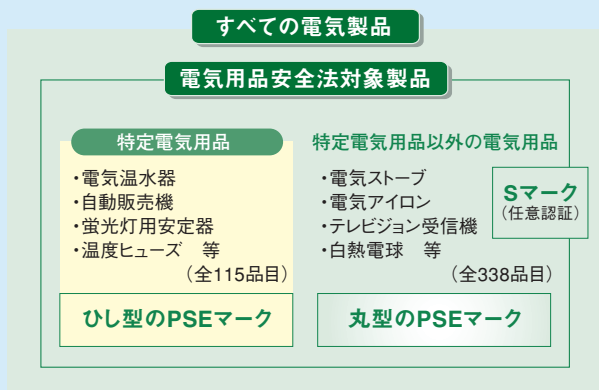 すべての電気製品
電気用品安全法対象製品
特定電気用品
・電気温水器
・自動販売機
・蛍光灯用安定器
・温度ヒューズ　等
（全115品目）
ひし型のPSEマーク
特定電気用品以外の電気用品
・電気ストーブ
・電気アイロン
・テレビジョン受信機
・白熱電球　等
（全338品目）
丸型のPSEマーク
Sマーク
（任意認証）